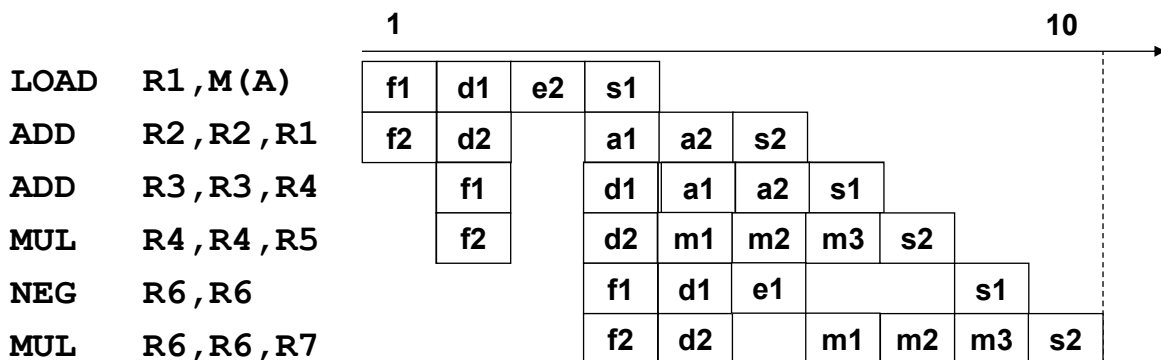 1 10
LOAD R1,M(A) f1 d1 e2 s1
ADD R2,R2,R1 f2 d2 a1 a2 s2
ADD R3,R3,R4 f1 d1 a1 a2 s1
MUL R4,R4,R5 f2 d2 m1 m2 m3 s2
NEG R6,R6 f1 d1 e1 s1
MUL R6,R6,R7 f2 d2 m1 m2 m3 s2